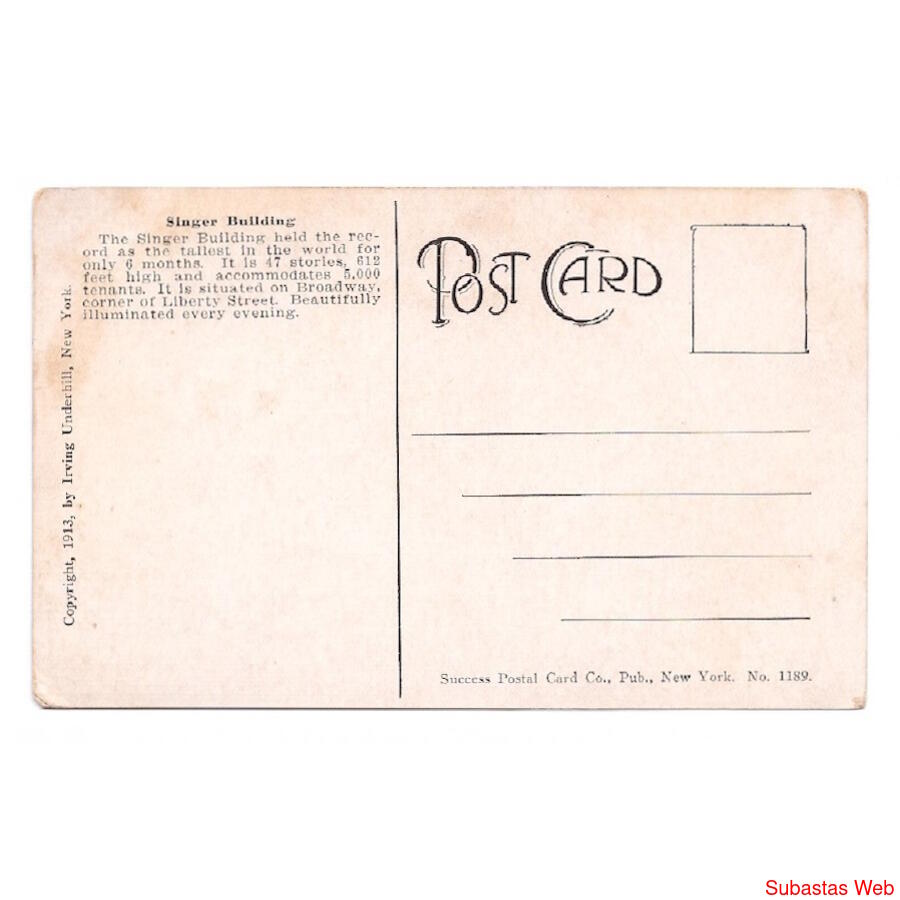 Singer Building
The Singer Building held the rec-
ord as the tallest in the world for
only 6 months. It is 47 stories, 612
feet high and accommodates 5,000
tenants. It is situated on Broadway,
corner of Liberty Street. Beautifully
illuminated every evening.
Copyright, 1913, by Irving Underhill, New York.
POST CARD
Success Postal Card Co., Pub., New York. No. 1189.
Subastas Web